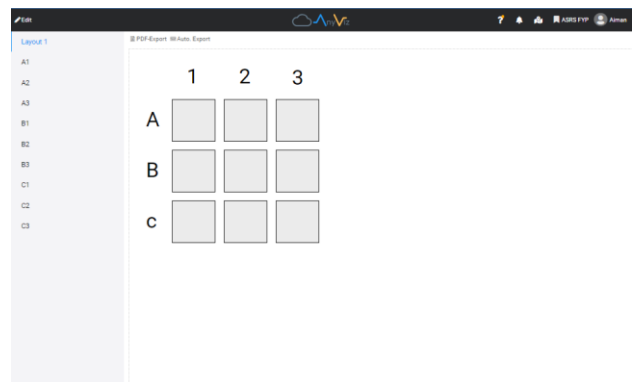 Edit
AnyViz
? ASRS FYP Aiman
Layout 1
A1
A2
A3
B1
B2
B3
C1
C2
C3
PDF-Export Auto. Export
1 2 3
A
B
c